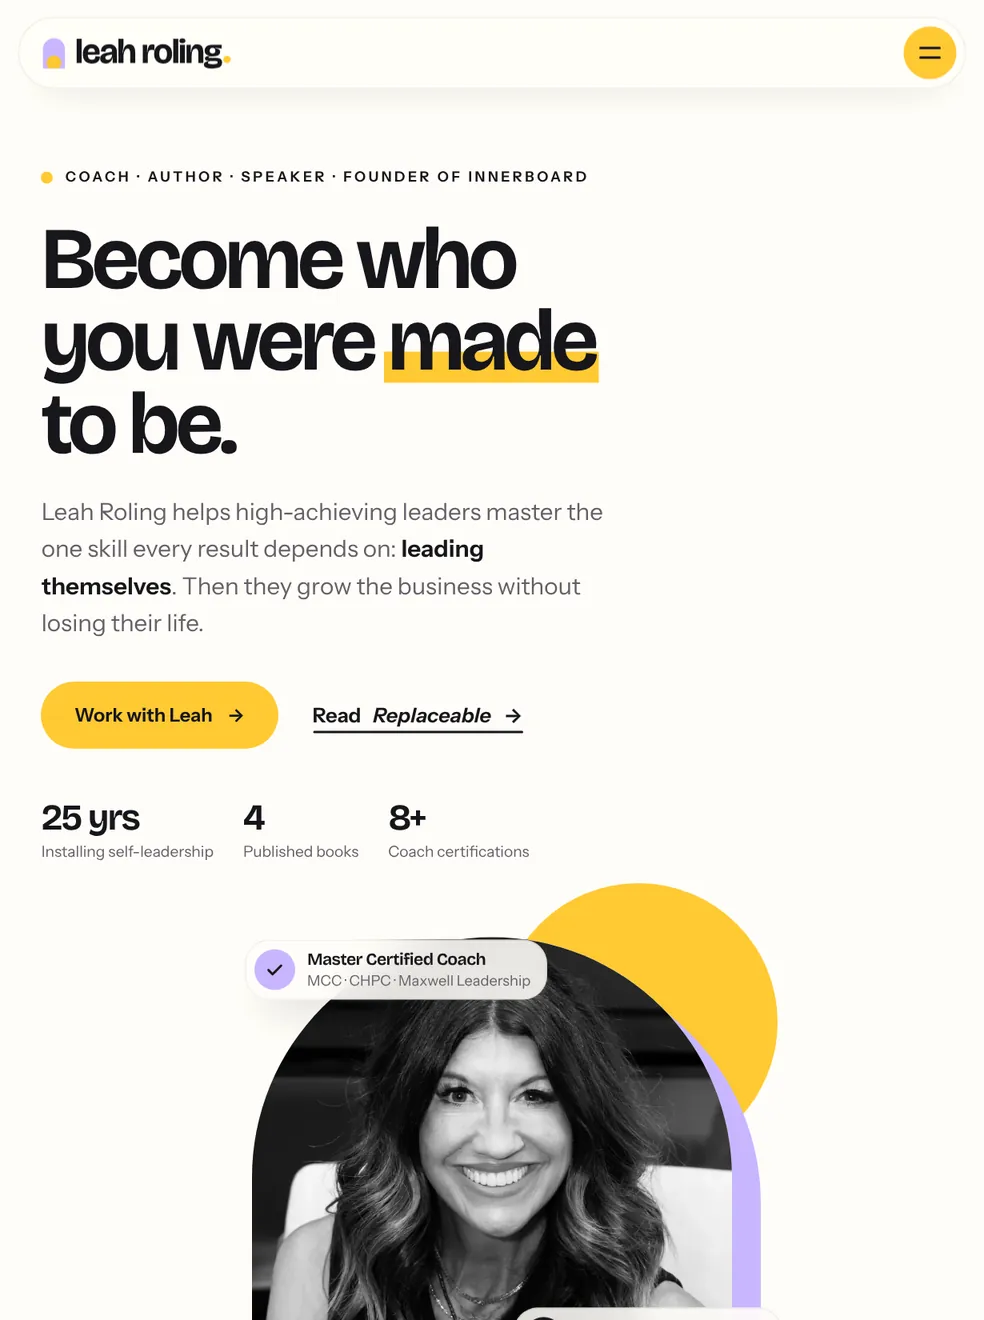 leah roling.
COACH · AUTHOR · SPEAKER · FOUNDER OF INNERBOARD
Become who
you were made
to be.
Leah Roling helps high-achieving leaders master the
one skill every result depends on: leading
themselves. Then they grow the business without
losing their life.
Work with Leah →
Read Replaceable →
25 yrs
Installing self-leadership
4
Published books
8+
Coach certifications
Master Certified Coach
MCC · CHPC · Maxwell Leadership